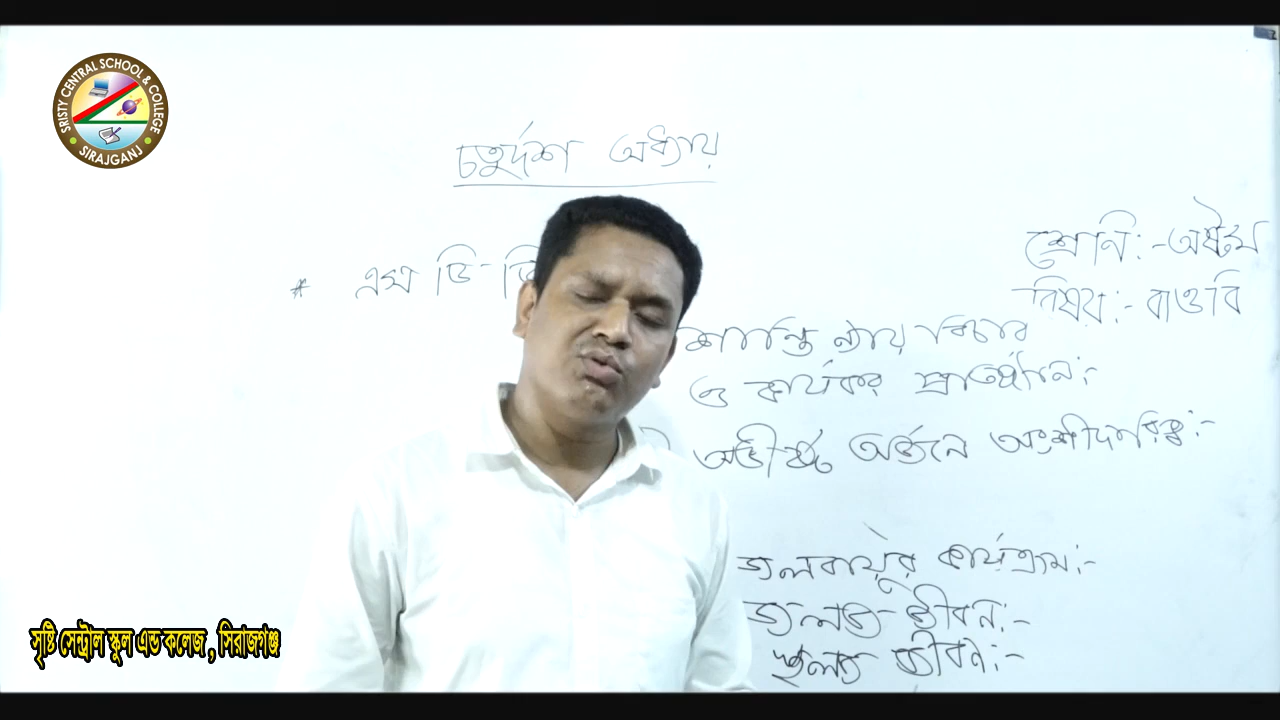 SRISTY CENTRAL SCHOOL & COLLEGE
SIRAJGANJ
চতুর্দশ অধ্যায়
শ্রেনি:-অষ্টম
বিষয়:- বাওবি
* এস ডি-জি
শান্তি ন্যায় বিচার
ও কার্যকর প্রতিষ্ঠান:-
অভীষ্ট অর্জনে অংশীদারিত্ব:-
জলবায়ুর কার্যক্রম:-
জলজ জীবন:-
স্থলজ জীবন:-
সৃষ্টি সেন্ট্রাল স্কুল এন্ড কলেজ , সিরাজগঞ্জ